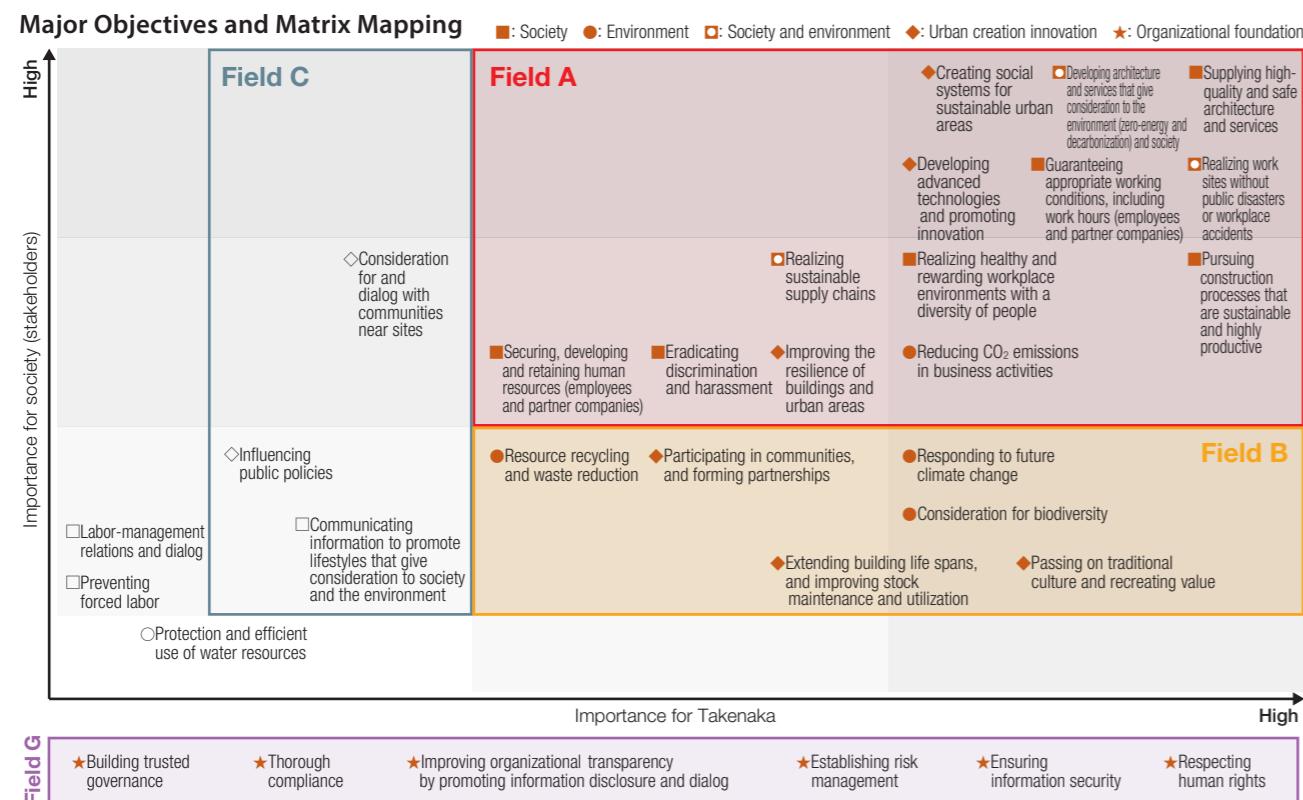 Major Objectives and Matrix Mapping
■: Society ●: Environment ◘: Society and environment ◆: Urban creation innovation ★: Organizational foundation
High
Importance for society (stakeholders)
Field C
Field A
◆Creating social
systems for
sustainable urban
areas
◘Developing architecture
and services that give
consideration to the
environment (zero-energy and
decarbonization) and society
■Supplying high-
quality and safe
architecture
and services
◆Developing
advanced
technologies
and promoting
innovation
■Guaranteeing
appropriate working
conditions, including
work hours (employees
and partner companies)
◘Realizing work
sites without
public disasters
or workplace
accidents
◇Consideration
for and
dialog with
communities
near sites
◘Realizing
sustainable
supply chains
■Realizing healthy and
rewarding workplace
environments with a
diversity of people
■Pursuing
construction
processes that
are sustainable
and highly
productive
■Securing, developing
and retaining human
resources (employees
and partner companies)
■Eradicating
discrimination
and harassment
◆Improving the
resilience of
buildings and
urban areas
●Reducing CO₂ emissions
in business activities
◇Influencing
public policies
●Resource recycling
and waste reduction
◆Participating in communities,
and forming partnerships
●Responding to future
climate change
Field B
□Labor-management
relations and dialog
□Communicating
information to promote
lifestyles that give
consideration to society
and the environment
●Consideration for biodiversity
□Preventing
forced labor
◆Extending building life spans,
and improving stock
maintenance and utilization
◆Passing on traditional
culture and recreating value
○Protection and efficient
use of water resources
Importance for Takenaka
High
Field G
★Building trusted
governance
★Thorough
compliance
★Improving organizational transparency
by promoting information disclosure and dialog
★Establishing risk
management
★Ensuring
information security
★Respecting
human rights